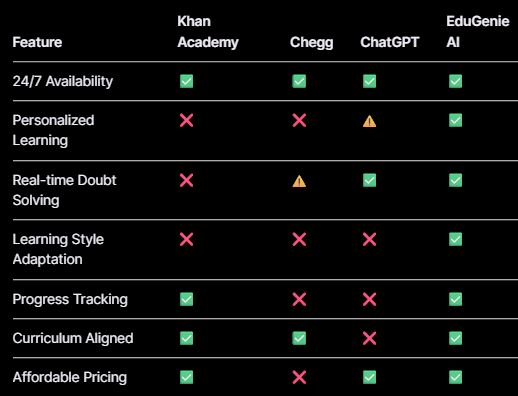 Feature Khan Academy Chegg ChatGPT EduGenie AI
24/7 Availability ✅ ✅ ✅ ✅
Personalized Learning ❌ ❌ ⚠️ ✅
Real-time Doubt Solving ❌ ⚠️ ✅ ✅
Learning Style Adaptation ❌ ❌ ❌ ✅
Progress Tracking ✅ ❌ ❌ ✅
Curriculum Aligned ✅ ✅ ❌ ✅
Affordable Pricing ✅ ❌ ✅ ✅